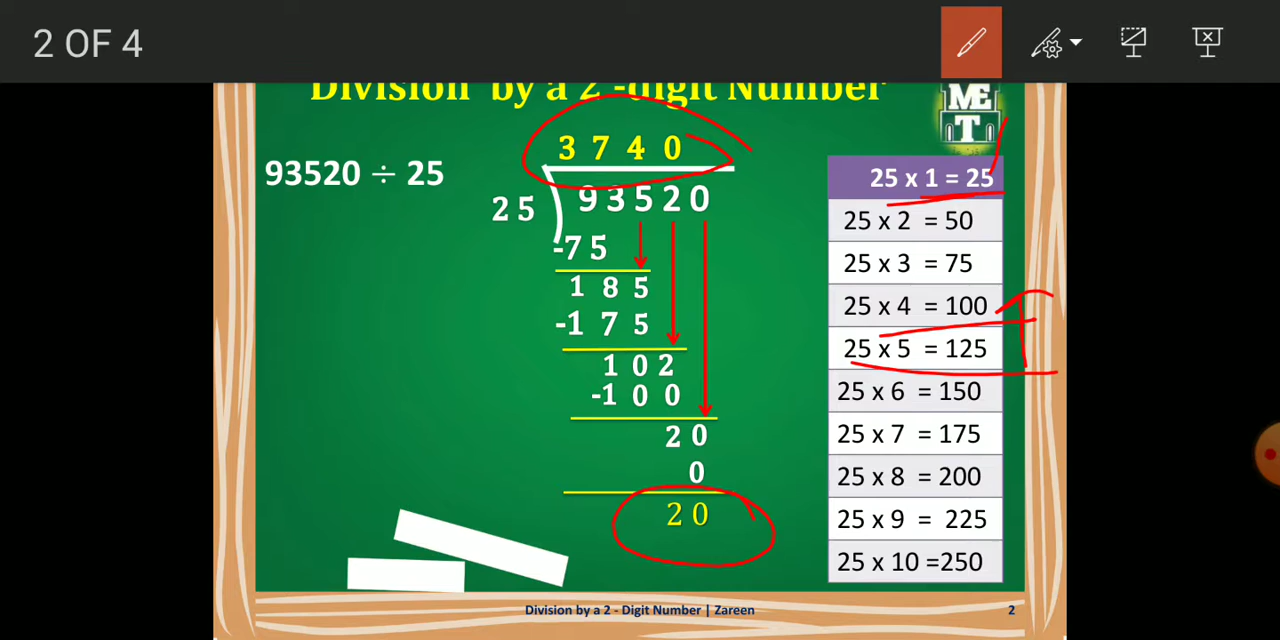 2 OF 4
Division by a 2 -digit Number
MET
93520 ÷ 25
3 7 4 0
2 5
9 3 5 2 0
-7 5
1 8 5
-1 7 5
1 0 2
-1 0 0
2 0
0
2 0
25 x 1 = 25
25 x 2 = 50
25 x 3 = 75
25 x 4 = 100
25 x 5 = 125
25 x 6 = 150
25 x 7 = 175
25 x 8 = 200
25 x 9 = 225
25 x 10 =250
Division by a 2 - Digit Number | Zareen
2